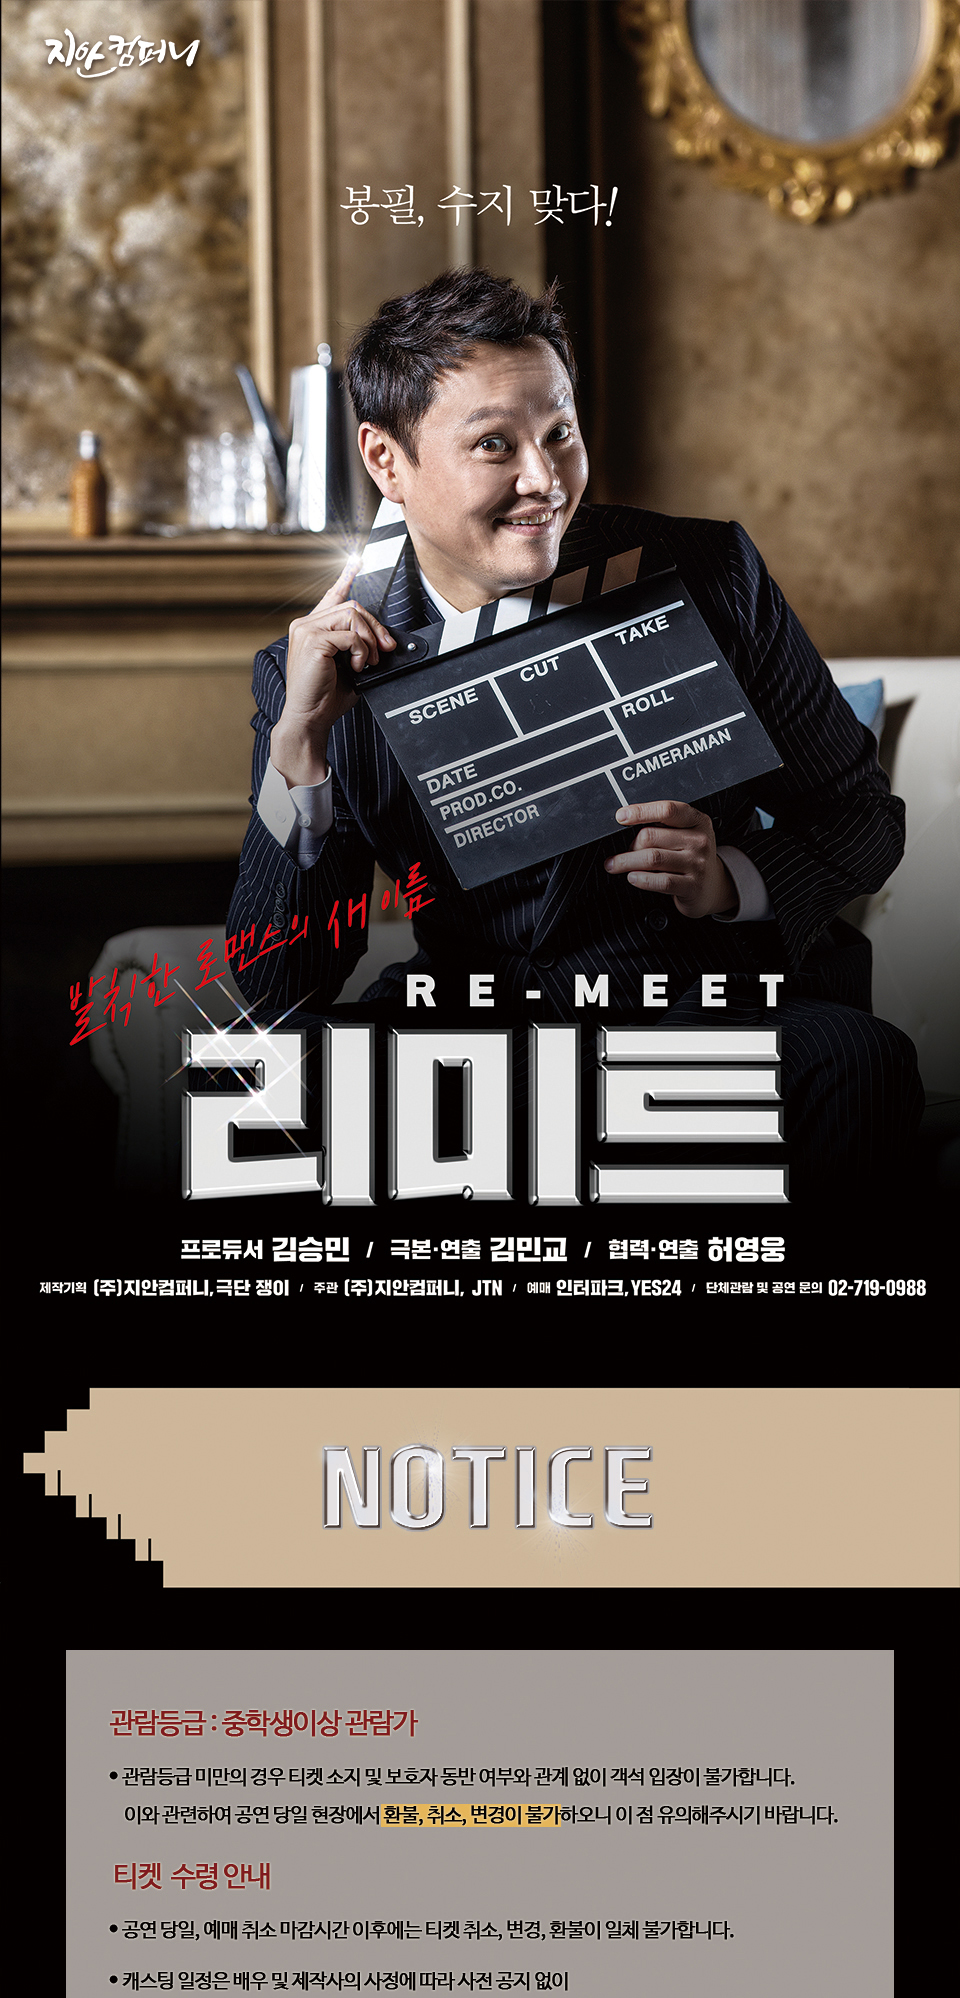 지안컴퍼니
봉필, 수지 맞다!
SCENE CUT TAKE
ROLL
DATE
PROD.CO. CAMERAMAN
DIRECTOR
발칙한 로맨스의 새 이름
RE-MEET
리미트
프로듀서 김승민 / 극본·연출 김민교 / 협력·연출 허영웅
제작기획 (주)지안컴퍼니, 극단 쟁이 / 주관 (주)지안컴퍼니, JTN / 예매 인터파크, YES24 / 단체관람 및 공연 문의 02-719-0988
NOTICE
관람등급 : 중학생이상 관람가
• 관람등급 미만의 경우 티켓 소지 및 보호자 동반 여부와 관계 없이 객석 입장이 불가합니다.
이와 관련하여 공연 당일 현장에서 환불, 취소, 변경이 불가하오니 이 점 유의해주시기 바랍니다.
티켓 수령 안내
• 공연 당일, 예매 취소 마감시간 이후에는 티켓 취소, 변경, 환불이 일체 불가합니다.
• 캐스팅 일정은 배우 및 제작사의 사정에 따라 사전 공지 없이